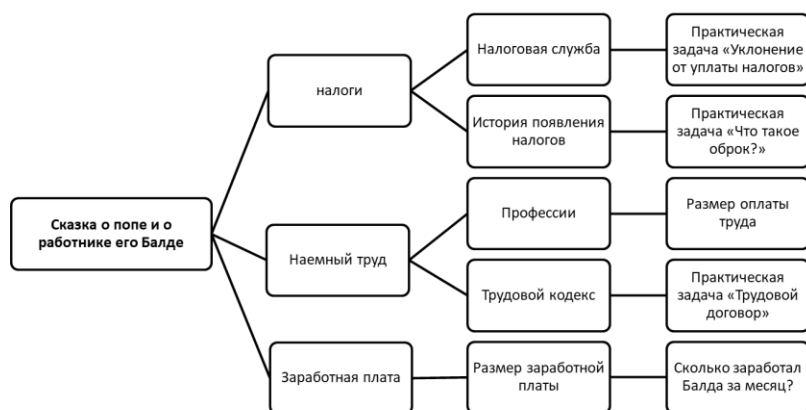 Сказка о попе и о
работнике его Балде
налоги
Налоговая служба
Практическая
задача «Уклонение
от уплаты налогов»
История появления
налогов
Практическая
задача «Что такое
оброк?»
Наемный труд
Профессии
Размер оплаты
труда
Трудовой кодекс
Практическая
задача «Трудовой
договор»
Заработная плата
Размер заработной
платы
Сколько заработал
Балда за месяц?